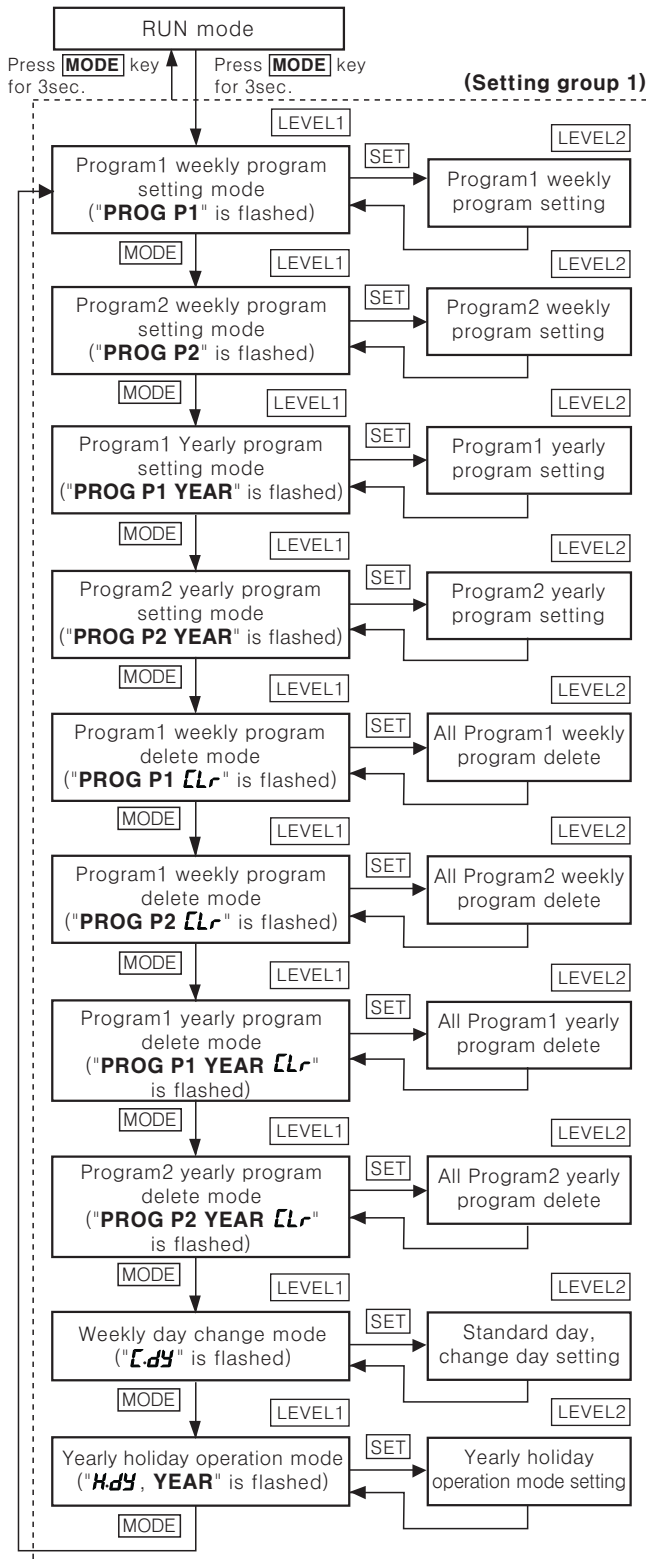 RUN mode
Press MODE key
for 3sec.
Press MODE key
for 3sec.
(Setting group 1)
LEVEL1
LEVEL2
Program1 weekly program
setting mode
("PROG P1" is flashed)
SET
Program1 weekly
program setting
MODE
LEVEL1
LEVEL2
Program2 weekly program
setting mode
("PROG P2" is flashed)
SET
Program2 weekly
program setting
MODE
LEVEL1
LEVEL2
Program1 Yearly program
setting mode
("PROG P1 YEAR" is flashed)
SET
Program1 yearly
program setting
MODE
LEVEL1
LEVEL2
Program2 yearly program
setting mode
("PROG P2 YEAR" is flashed)
SET
Program2 yearly
program setting
MODE
LEVEL1
LEVEL2
Program1 weekly program
delete mode
("PROG P1 CLr" is flashed)
SET
All Program1 weekly
program delete
MODE
LEVEL1
LEVEL2
Program1 weekly program
delete mode
("PROG P2 CLr" is flashed)
SET
All Program2 weekly
program delete
MODE
LEVEL1
LEVEL2
Program1 yearly program
delete mode
("PROG P1 YEAR CLr"
is flashed)
SET
All Program1 yearly
program delete
MODE
LEVEL1
LEVEL2
Program2 yearly program
delete mode
("PROG P2 YEAR CLr"
is flashed)
SET
All Program2 yearly
program delete
MODE
LEVEL1
LEVEL2
Weekly day change mode
("C.dY" is flashed)
SET
Standard day,
change day setting
MODE
LEVEL1
LEVEL2
Yearly holiday operation mode
("H.dY, YEAR" is flashed)
SET
Yearly holiday
operation mode setting
MODE